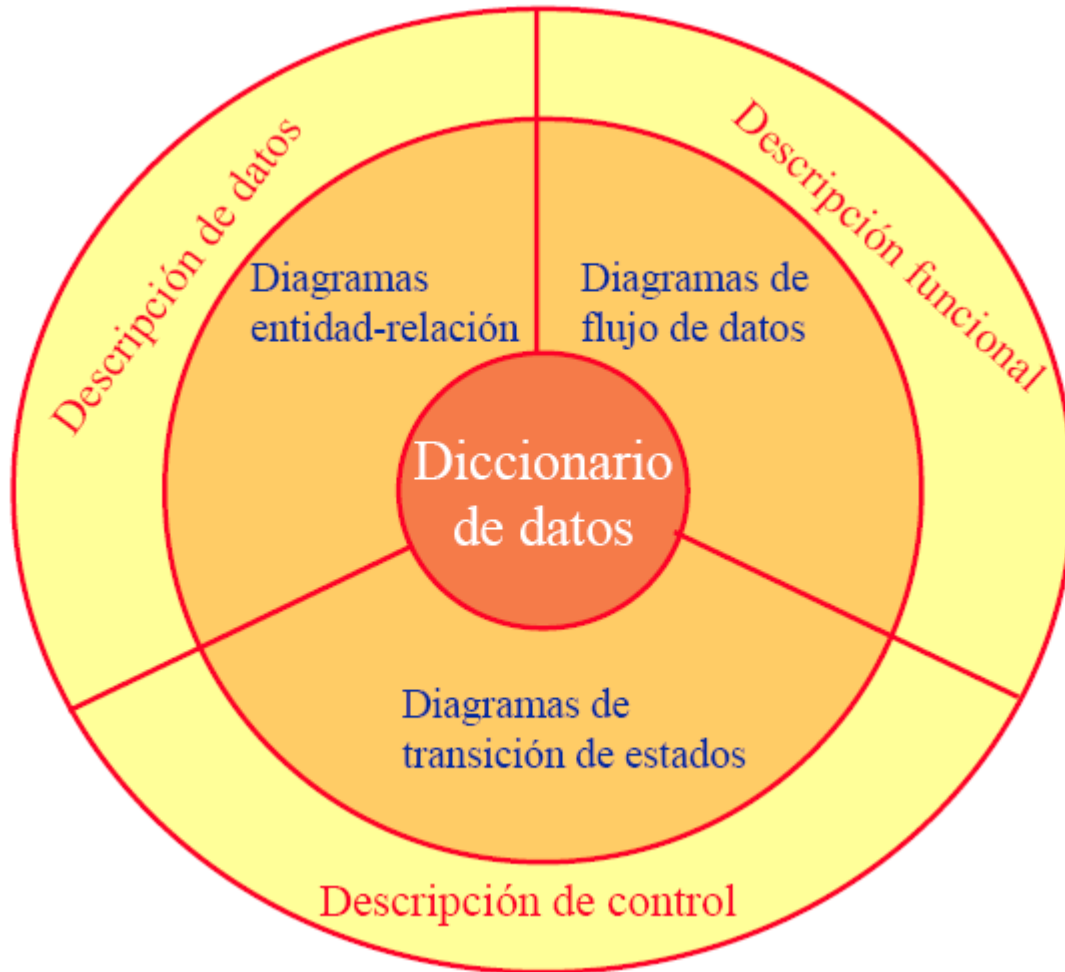 Descripción de datos
Descripción funcional
Diagramas
entidad-relación
Diagramas de
flujo de datos
Diccionario
de datos
Diagramas de
transición de estados
Descripción de control